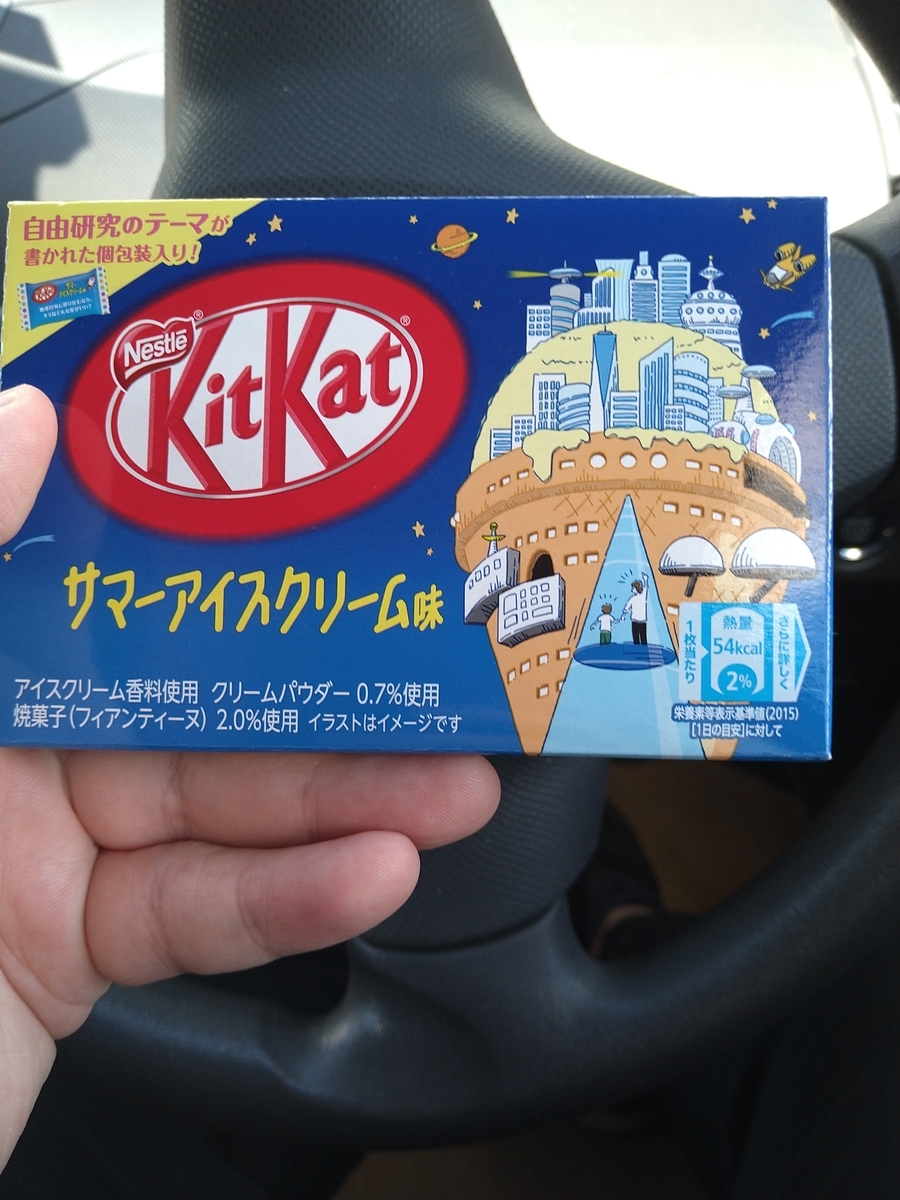 自由研究のテーマが
書かれた個包装入り!
Nestlé®
KitKat®
サマーアイスクリーム味
アイスクリーム香料使用 クリームパウダー 0.7%使用
焼菓子(フィアンティーヌ) 2.0%使用 イラストはイメージです
1枚当たり
熱量
54kcal
2%
さらに詳しく
栄養素等表示基準値(2015)
[1日の目安]に対して